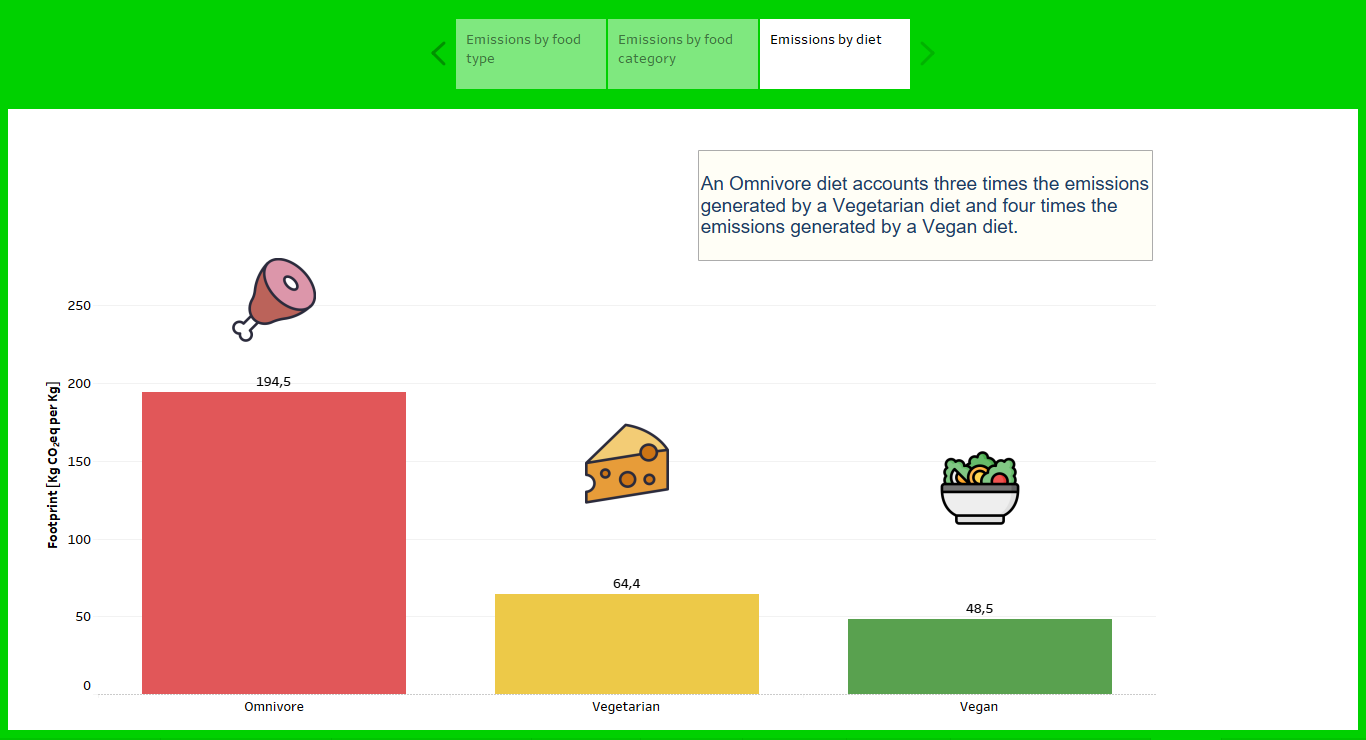 Emissions by food
type
Emissions by food
category
Emissions by diet
An Omnivore diet accounts three times the emissions
generated by a Vegetarian diet and four times the
emissions generated by a Vegan diet.
Footprint [Kg CO₂eq per Kg]
250
200
150
100
50
0
194,5
64,4
48,5
Omnivore
Vegetarian
Vegan